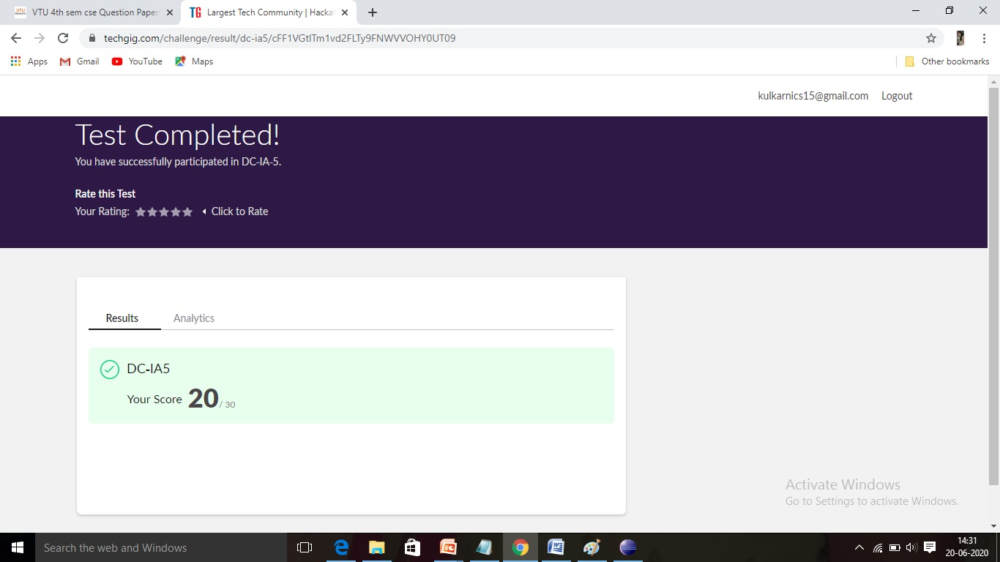 VTU 4th sem cse Question Paper
Largest Tech Community | Hacka
techgig.com/challenge/result/dc-ia5/cFF1VGtITm1vd2FLTy9FNWVVOHY0UT09
Apps Gmail YouTube Maps Other bookmarks
kulkarnics15@gmail.com Logout
Test Completed!
You have successfully participated in DC-IA-5.
Rate this Test
Your Rating: Click to Rate
Results Analytics
DC-IA5
Your Score 20 / 30
Activate Windows
Go to Settings to activate Windows.
Search the web and Windows
14:31
20-06-2020